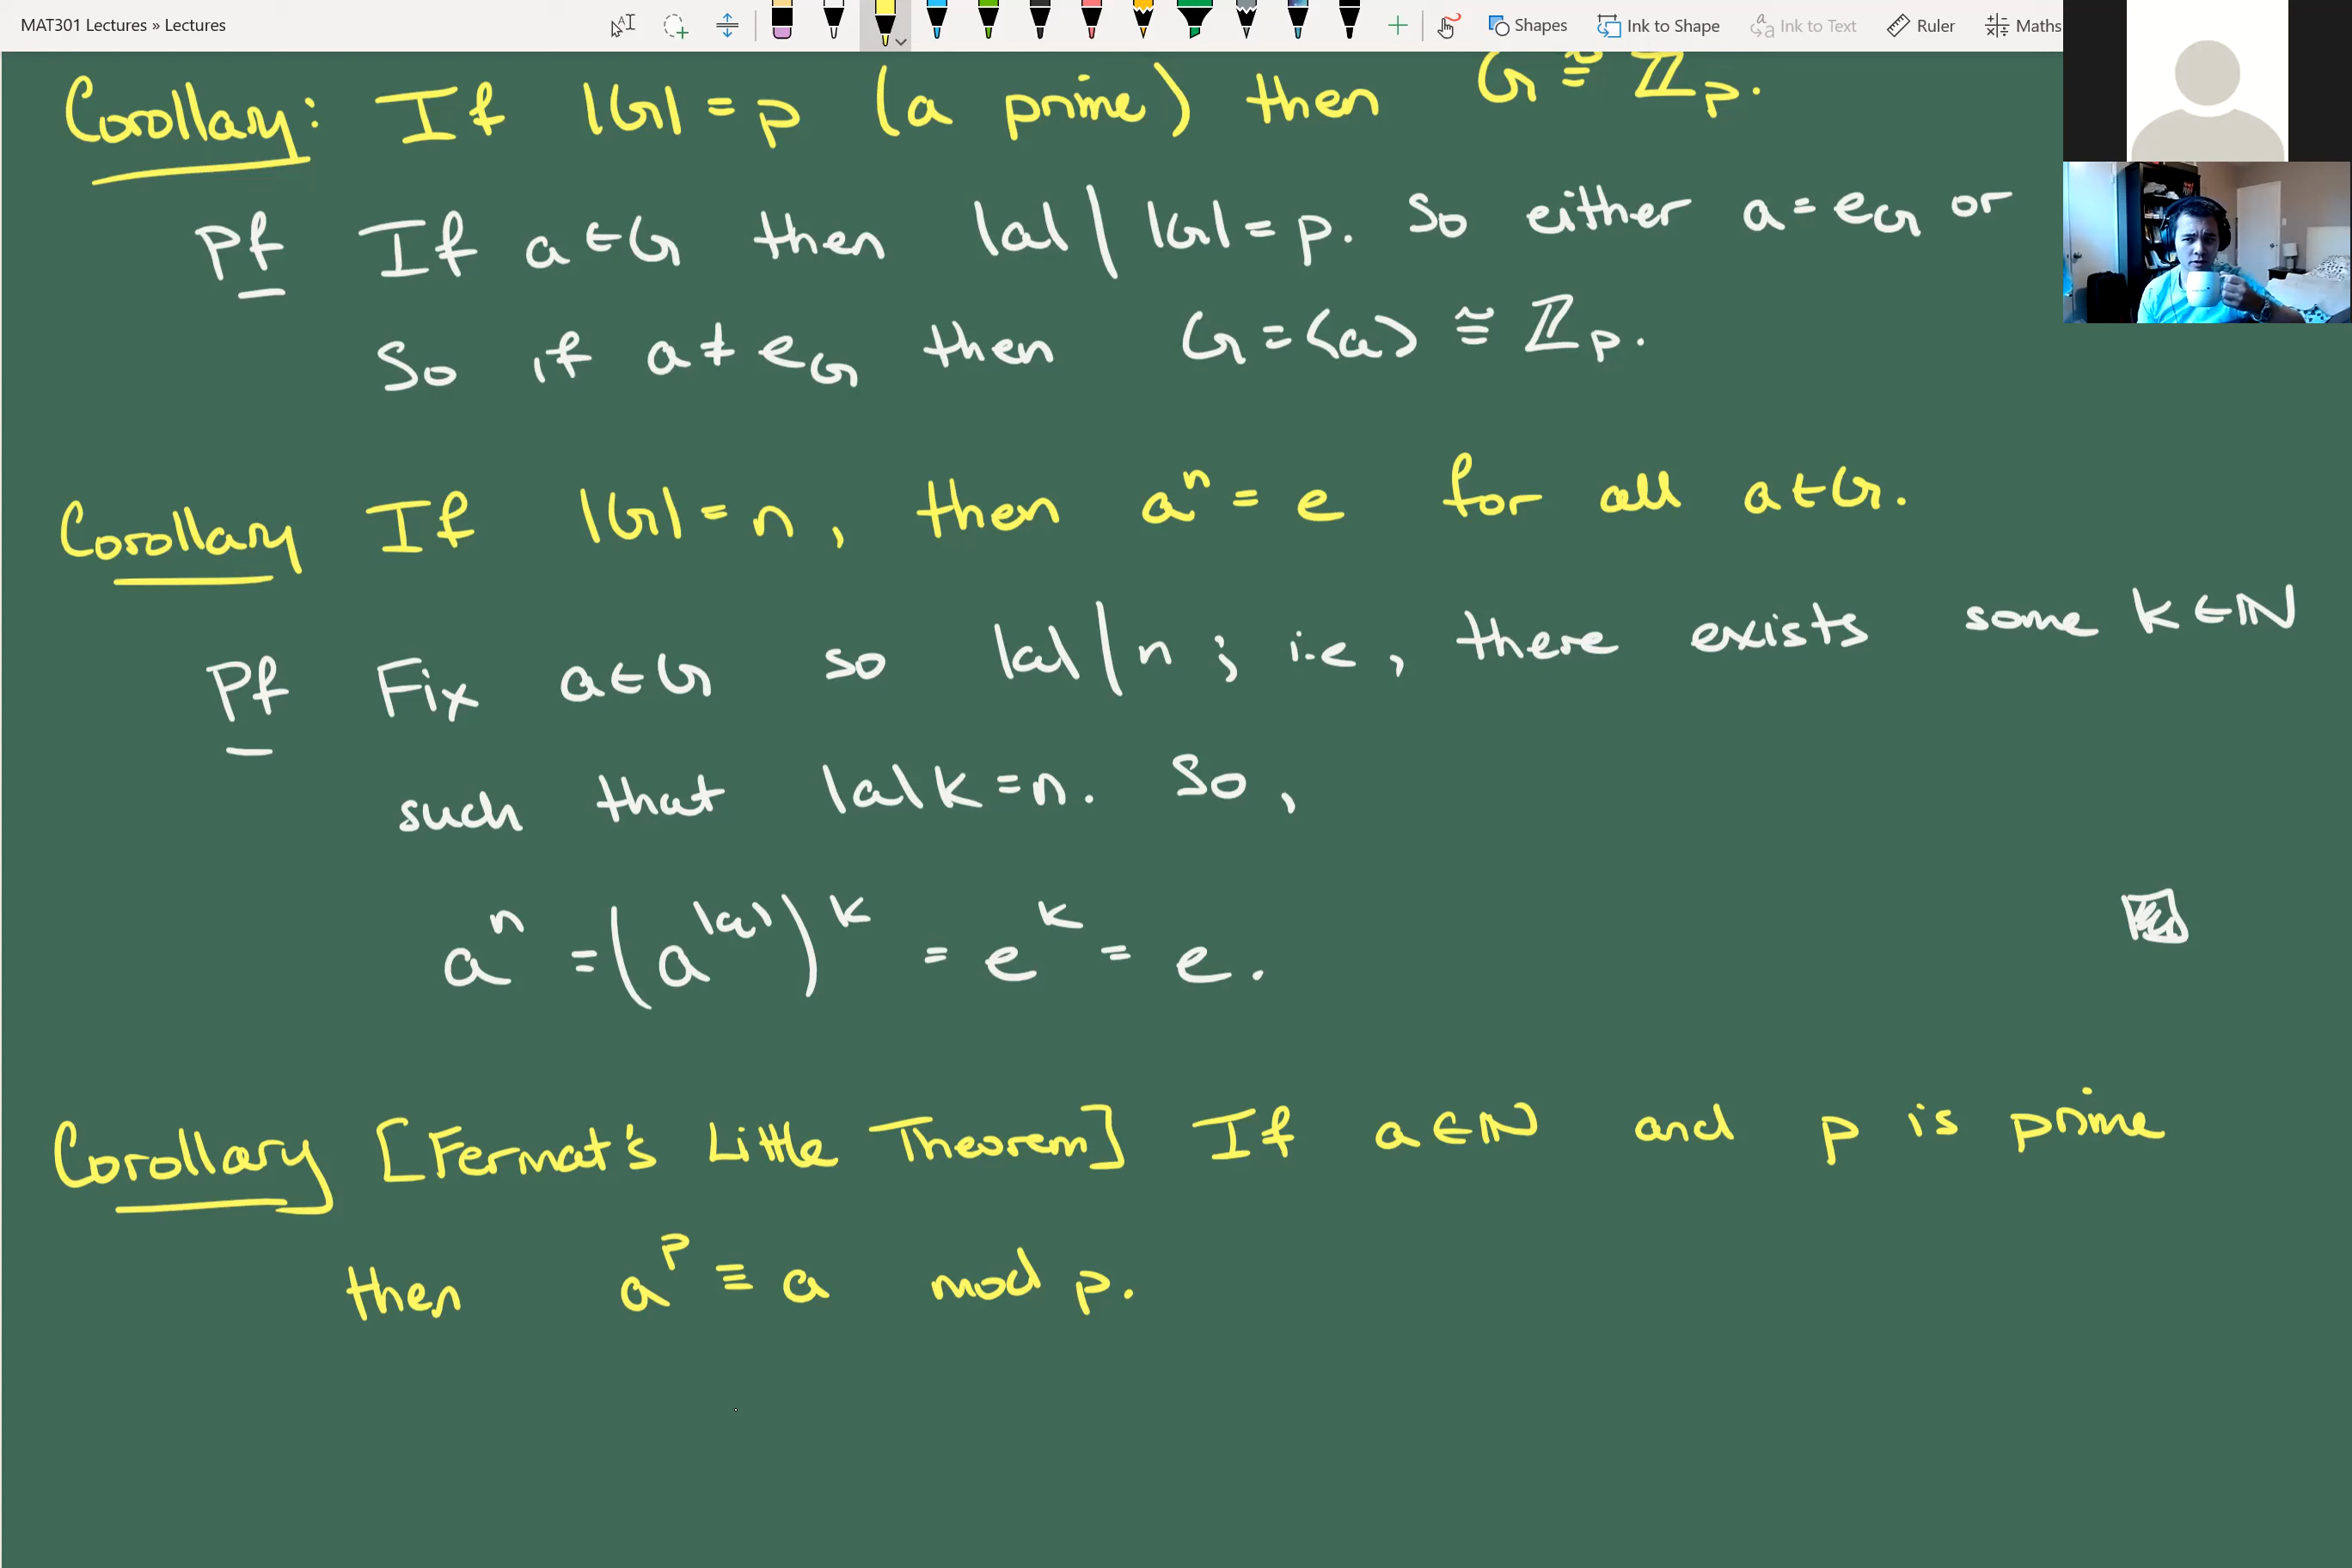 MAT301 Lectures » Lectures
Shapes Ink to Shape Ink to Text Ruler Maths
Corollary: If |G| = p (a prime) then G ≅ ℤₚ.
Pf If a ∈ G then |a| | |G| = p. So either a = e_G or
So if a ≠ e_G then G = ⟨a⟩ ≅ ℤₚ.
Corollary If |G| = n, then aⁿ = e for all a ∈ G.
Pf Fix a ∈ G so |a| | n ; i.e, there exists some k ∈ ℕ
such that |a|k = n. So,
aⁿ = (a^|a|)^k = e^k = e.
Corollary [Fermat's Little Theorem] If a ∈ ℕ and p is prime
then a^p ≡ a mod p.